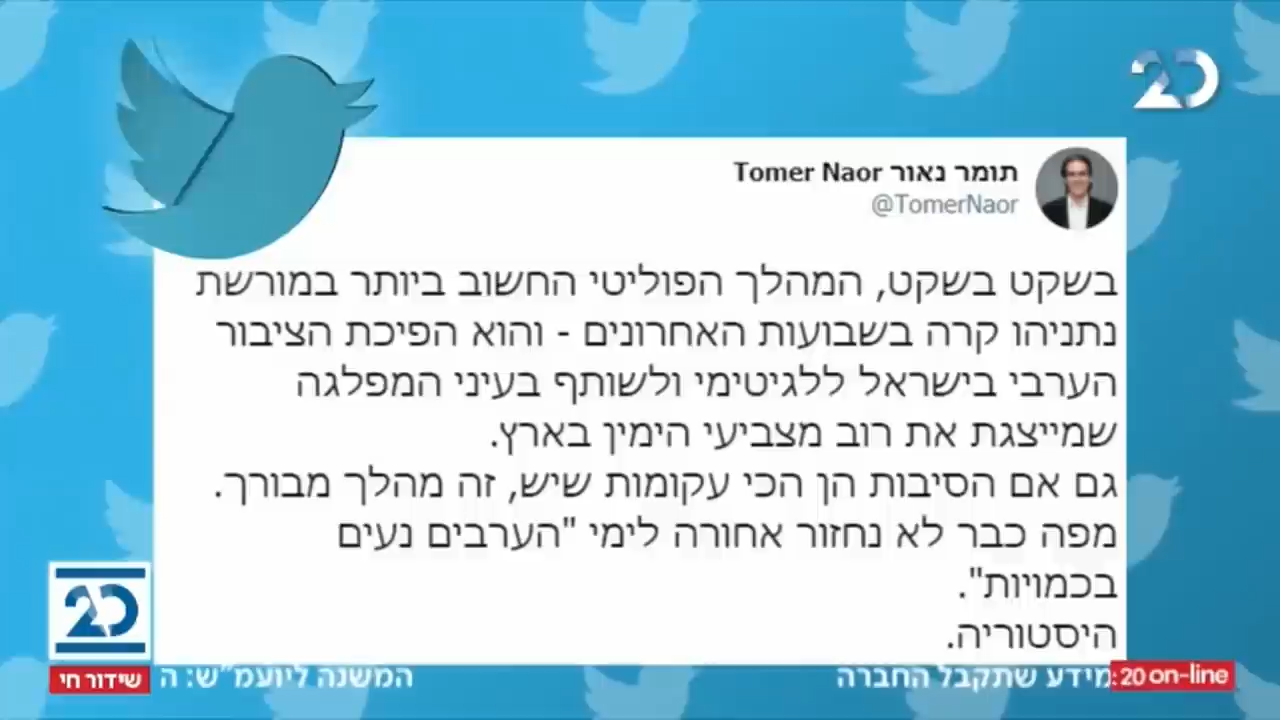 20
תומר נאור Tomer Naor
@TomerNaor
בשקט בשקט, המהלך הפוליטי החשוב ביותר במורשת
נתניהו קרה בשבועות האחרונים - והוא הפיכת הציבור
הערבי בישראל ללגיטימי ולשותף בעיני המפלגה
שמייצגת את רוב מצביעי הימין בארץ.
גם אם הסיבות הן הכי עקומות שיש, זה מהלך מבורך.
מפה כבר לא נחזור אחורה לימי "הערבים נעים
בכמויות".
היסטוריה.
20
20 on-line: מידע שתקבל החברה המשנה ליועמ"ש: ה
שידור חי